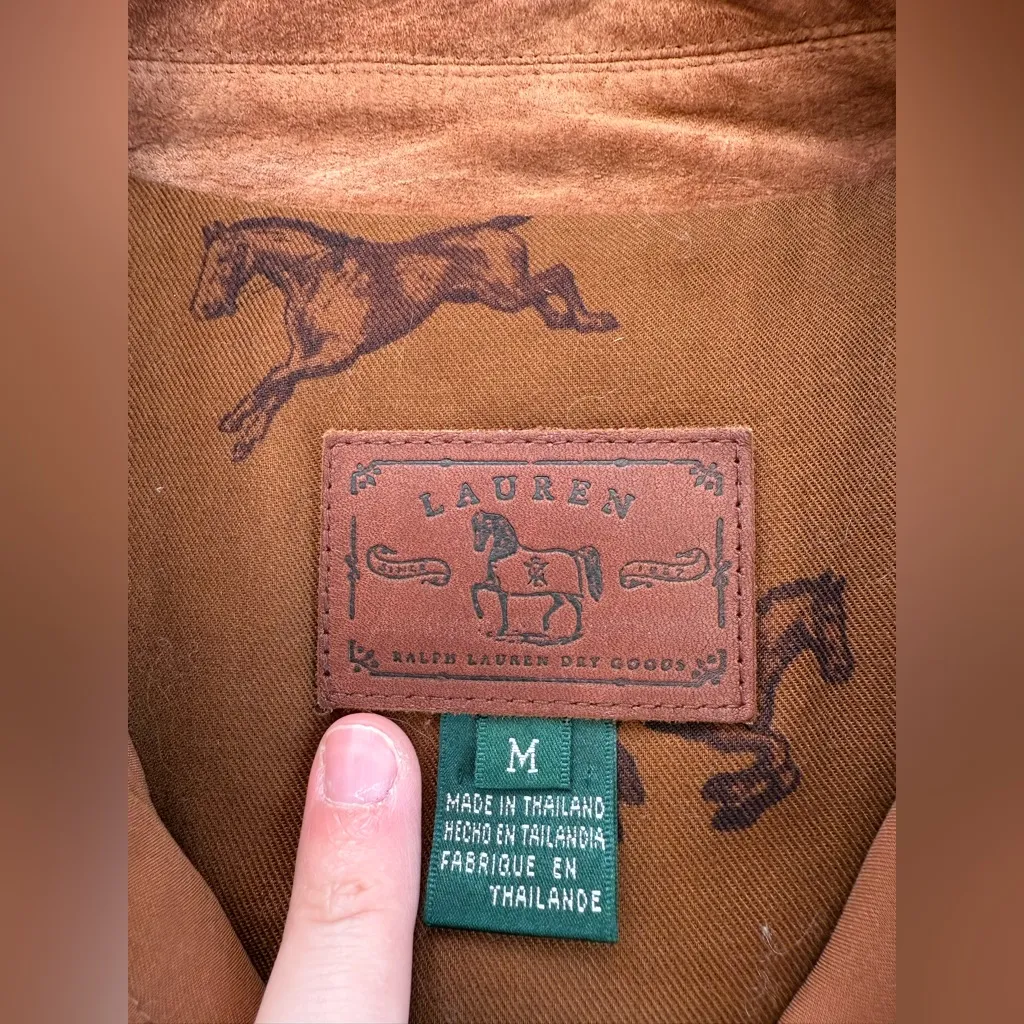 LAUREN
SINCE 1967
RALPH LAUREN DRY GOODS
M
MADE IN THAILAND
HECHO EN TAILANDIA
FABRIQUE EN
THAILANDE